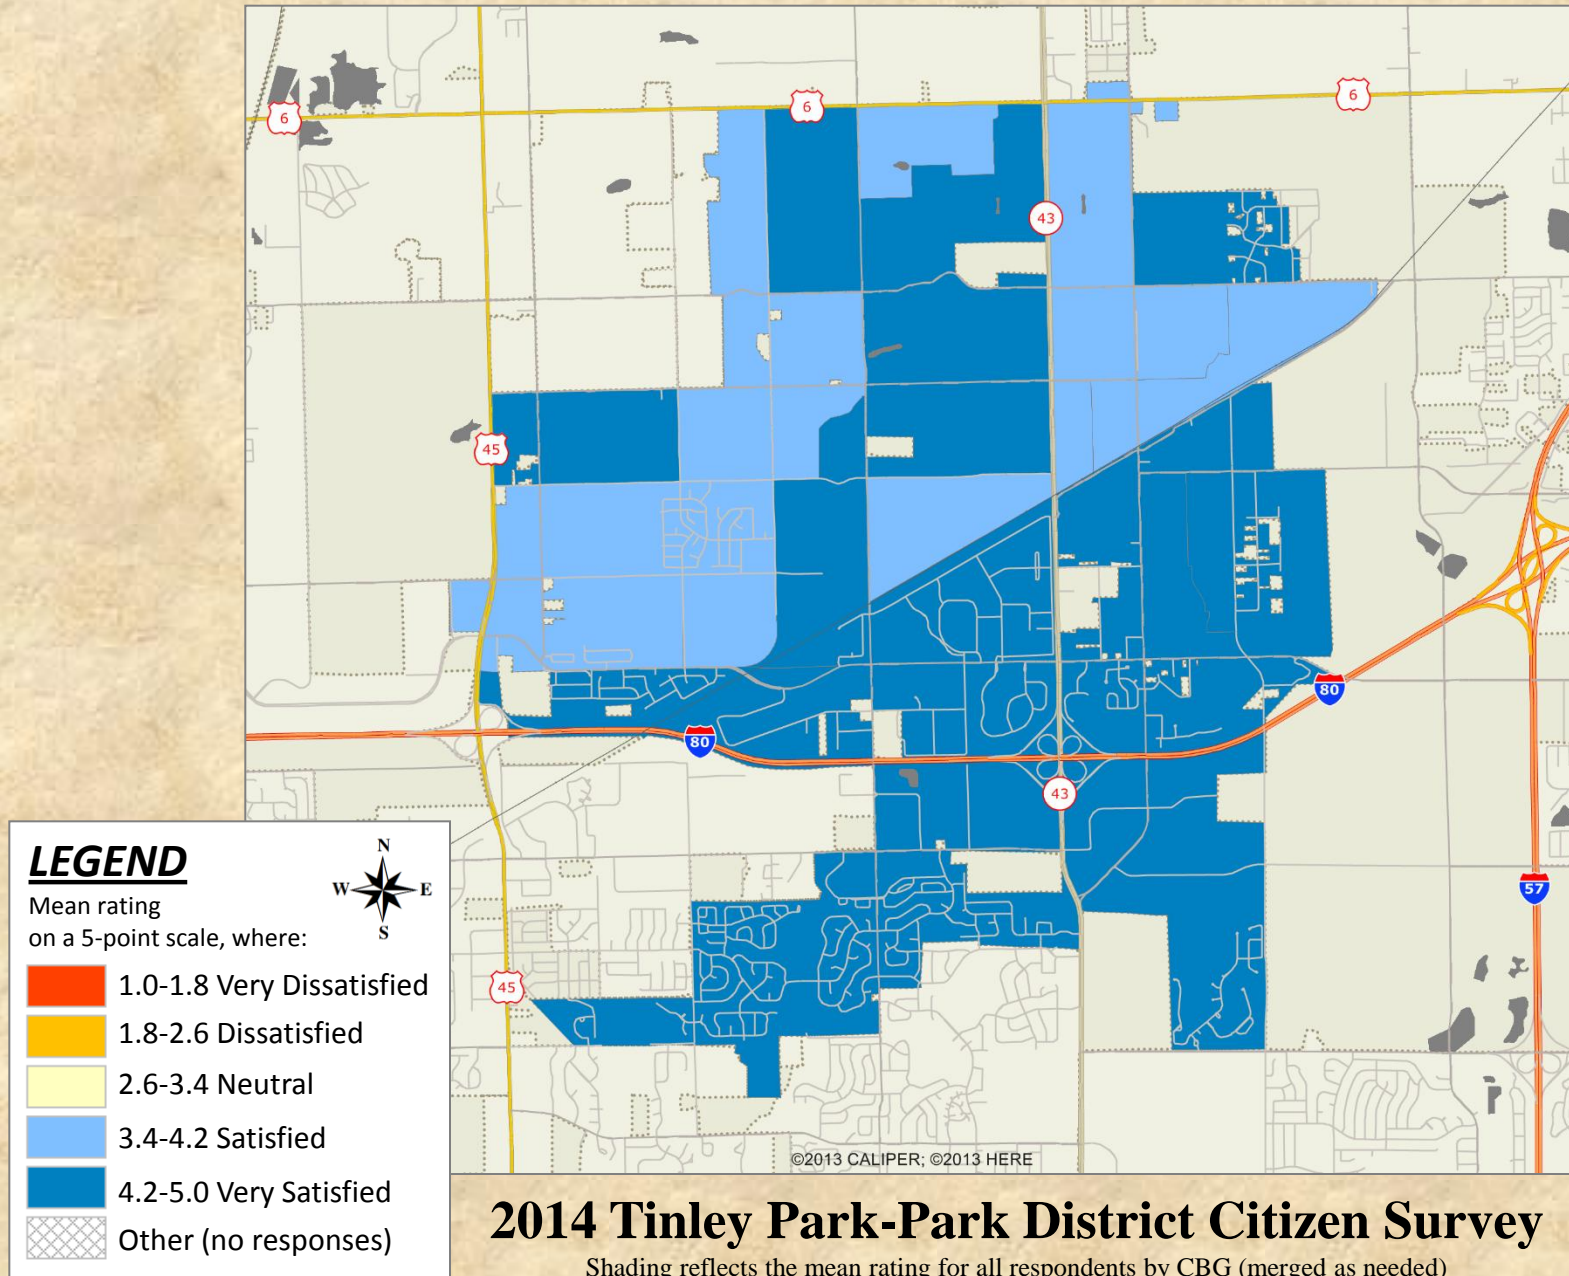 6
6
6
43
45
80
80
43
57
45
LEGEND
N
W E
S
Mean rating
on a 5-point scale, where:
1.0-1.8 Very Dissatisfied
1.8-2.6 Dissatisfied
2.6-3.4 Neutral
3.4-4.2 Satisfied
4.2-5.0 Very Satisfied
Other (no responses)
©2013 CALIPER; ©2013 HERE
2014 Tinley Park-Park District Citizen Survey
Shading reflects the mean rating for all respondents by CBG (merged as needed)